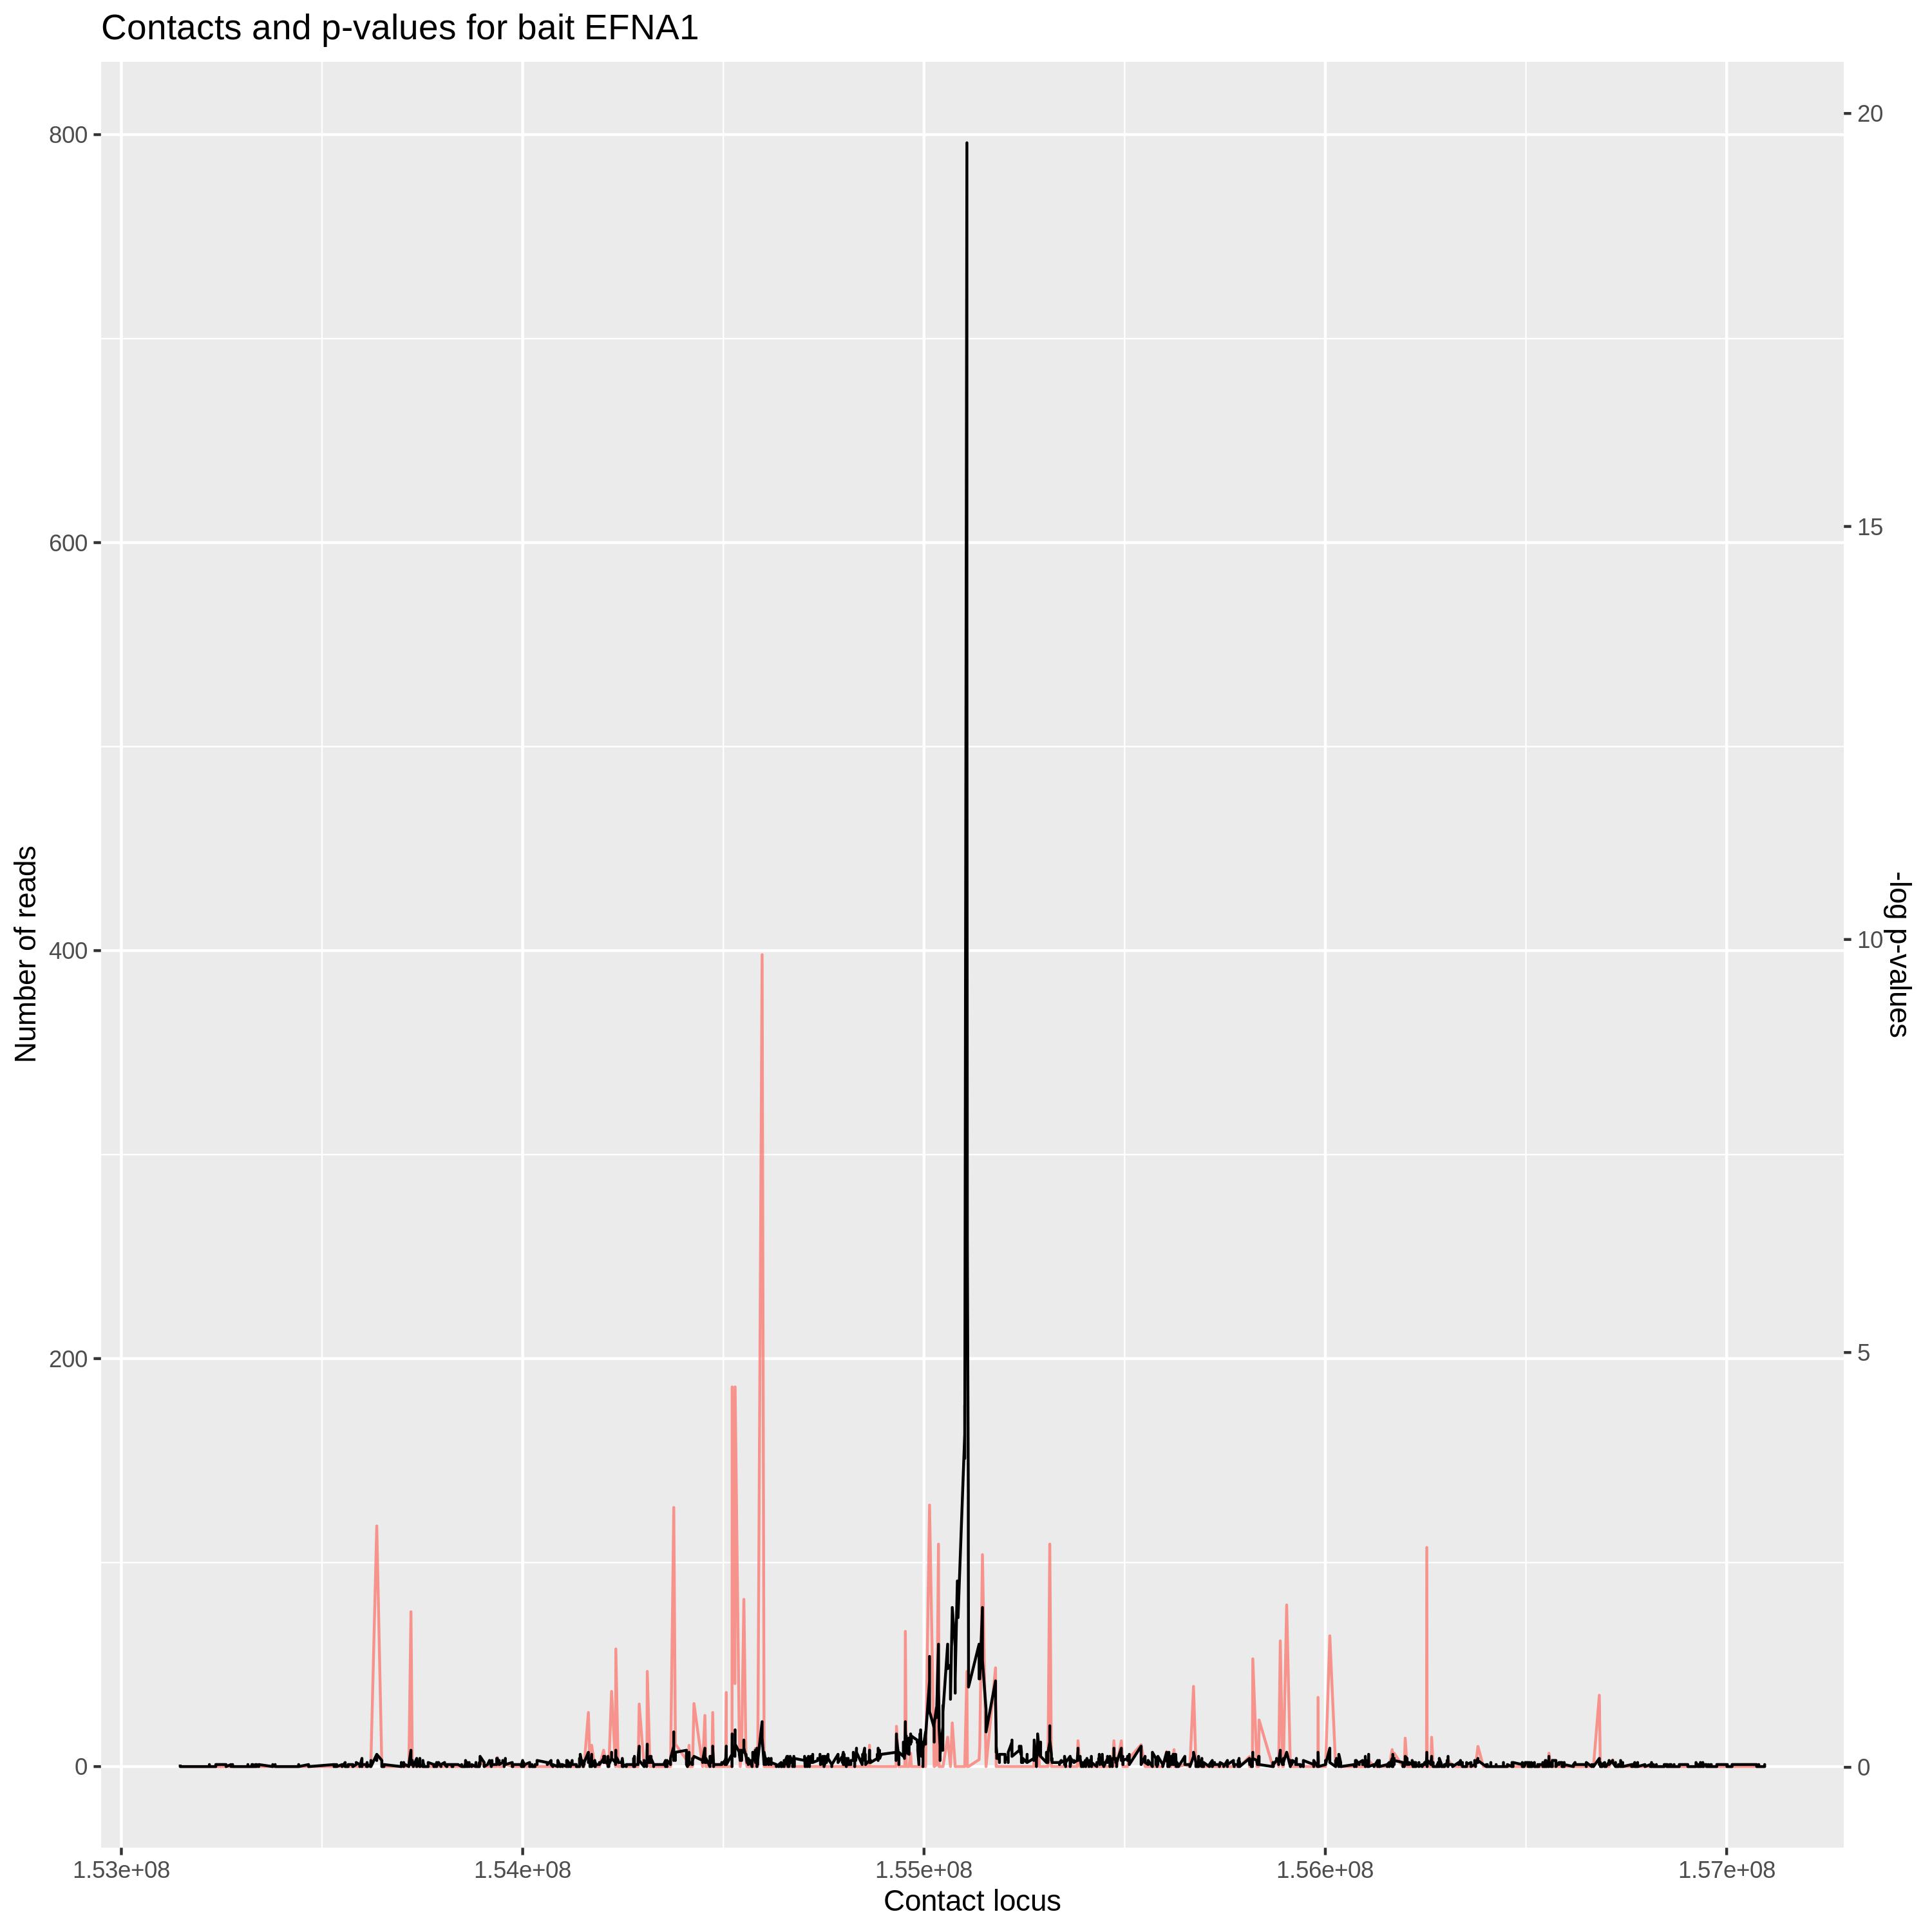 Contacts and p-values for bait EFNA1
800
600
400
200
0
Number of reads
20
15
10
5
0
-log p-values
1.53e+08
1.54e+08
1.55e+08
1.56e+08
1.57e+08
Contact locus